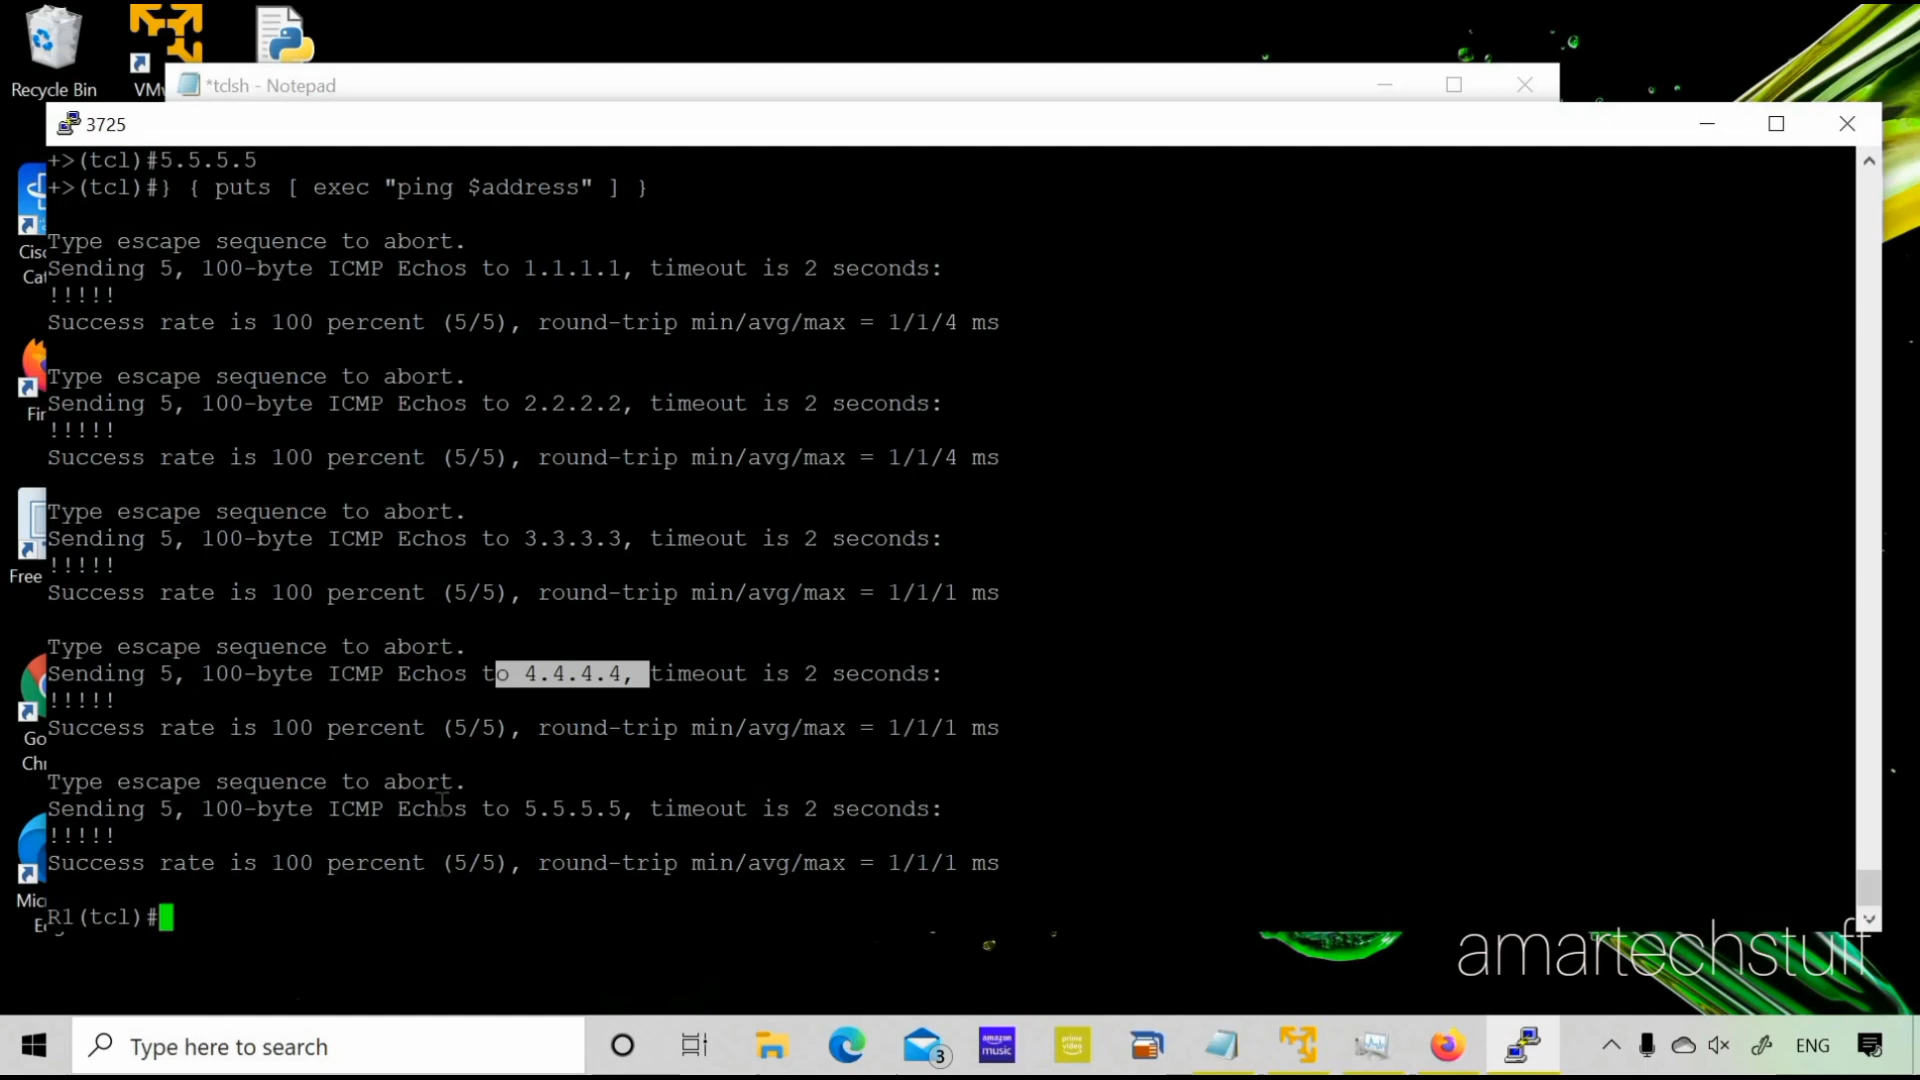 Recycle Bin
VM
*tclsh - Notepad
3725
+>(tcl)#5.5.5.5
+>(tcl)#} { puts [ exec "ping $address" ] }
Type escape sequence to abort.
Sending 5, 100-byte ICMP Echos to 1.1.1.1, timeout is 2 seconds:
!!!!!
Success rate is 100 percent (5/5), round-trip min/avg/max = 1/1/4 ms
Type escape sequence to abort.
Sending 5, 100-byte ICMP Echos to 2.2.2.2, timeout is 2 seconds:
!!!!!
Success rate is 100 percent (5/5), round-trip min/avg/max = 1/1/4 ms
Type escape sequence to abort.
Sending 5, 100-byte ICMP Echos to 3.3.3.3, timeout is 2 seconds:
!!!!!
Success rate is 100 percent (5/5), round-trip min/avg/max = 1/1/1 ms
Type escape sequence to abort.
Sending 5, 100-byte ICMP Echos to 4.4.4.4, timeout is 2 seconds:
!!!!!
Success rate is 100 percent (5/5), round-trip min/avg/max = 1/1/1 ms
Type escape sequence to abort.
Sending 5, 100-byte ICMP Echos to 5.5.5.5, timeout is 2 seconds:
!!!!!
Success rate is 100 percent (5/5), round-trip min/avg/max = 1/1/1 ms
R1(tcl)#
Cisc
Cat
Fir
Free
Go
Chr
Mic
E
amartechstuff
Type here to search
3
amazon music
prime video
ENG